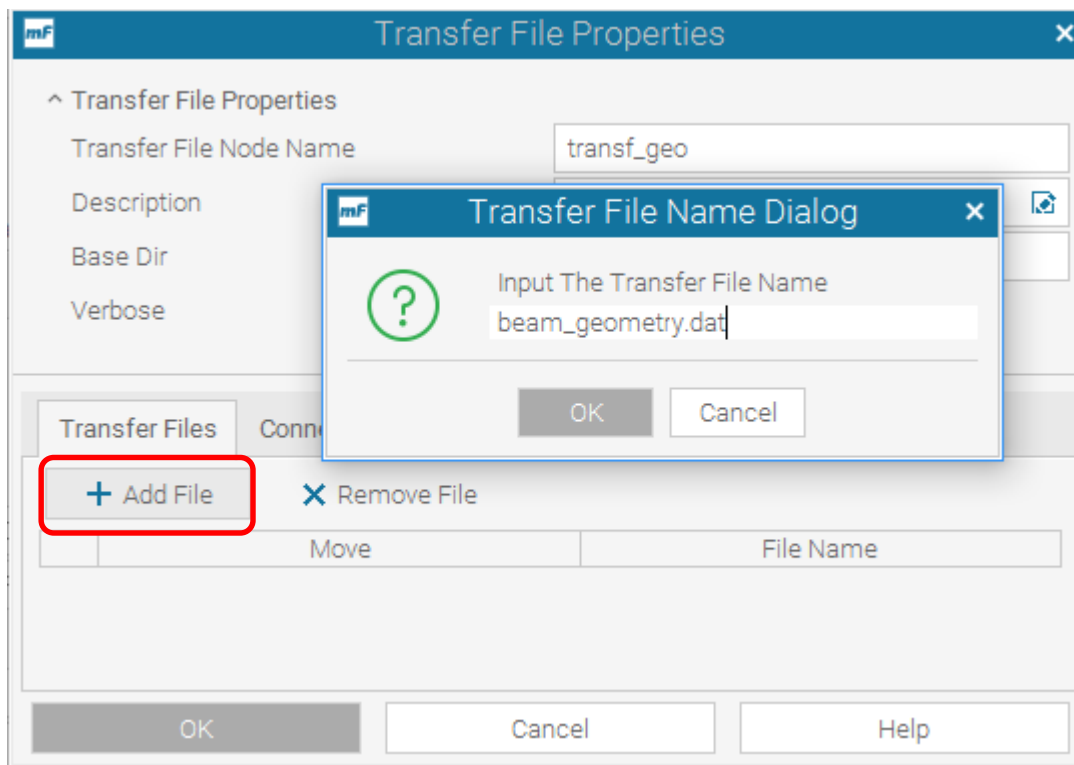 mF Transfer File Properties
Transfer File Properties
Transfer File Node Name transf_geo
Description
Base Dir
Verbose
mF Transfer File Name Dialog
Input The Transfer File Name
beam_geometry.dat
OK Cancel
Transfer Files Conne
Add File Remove File
Move File Name
OK Cancel Help